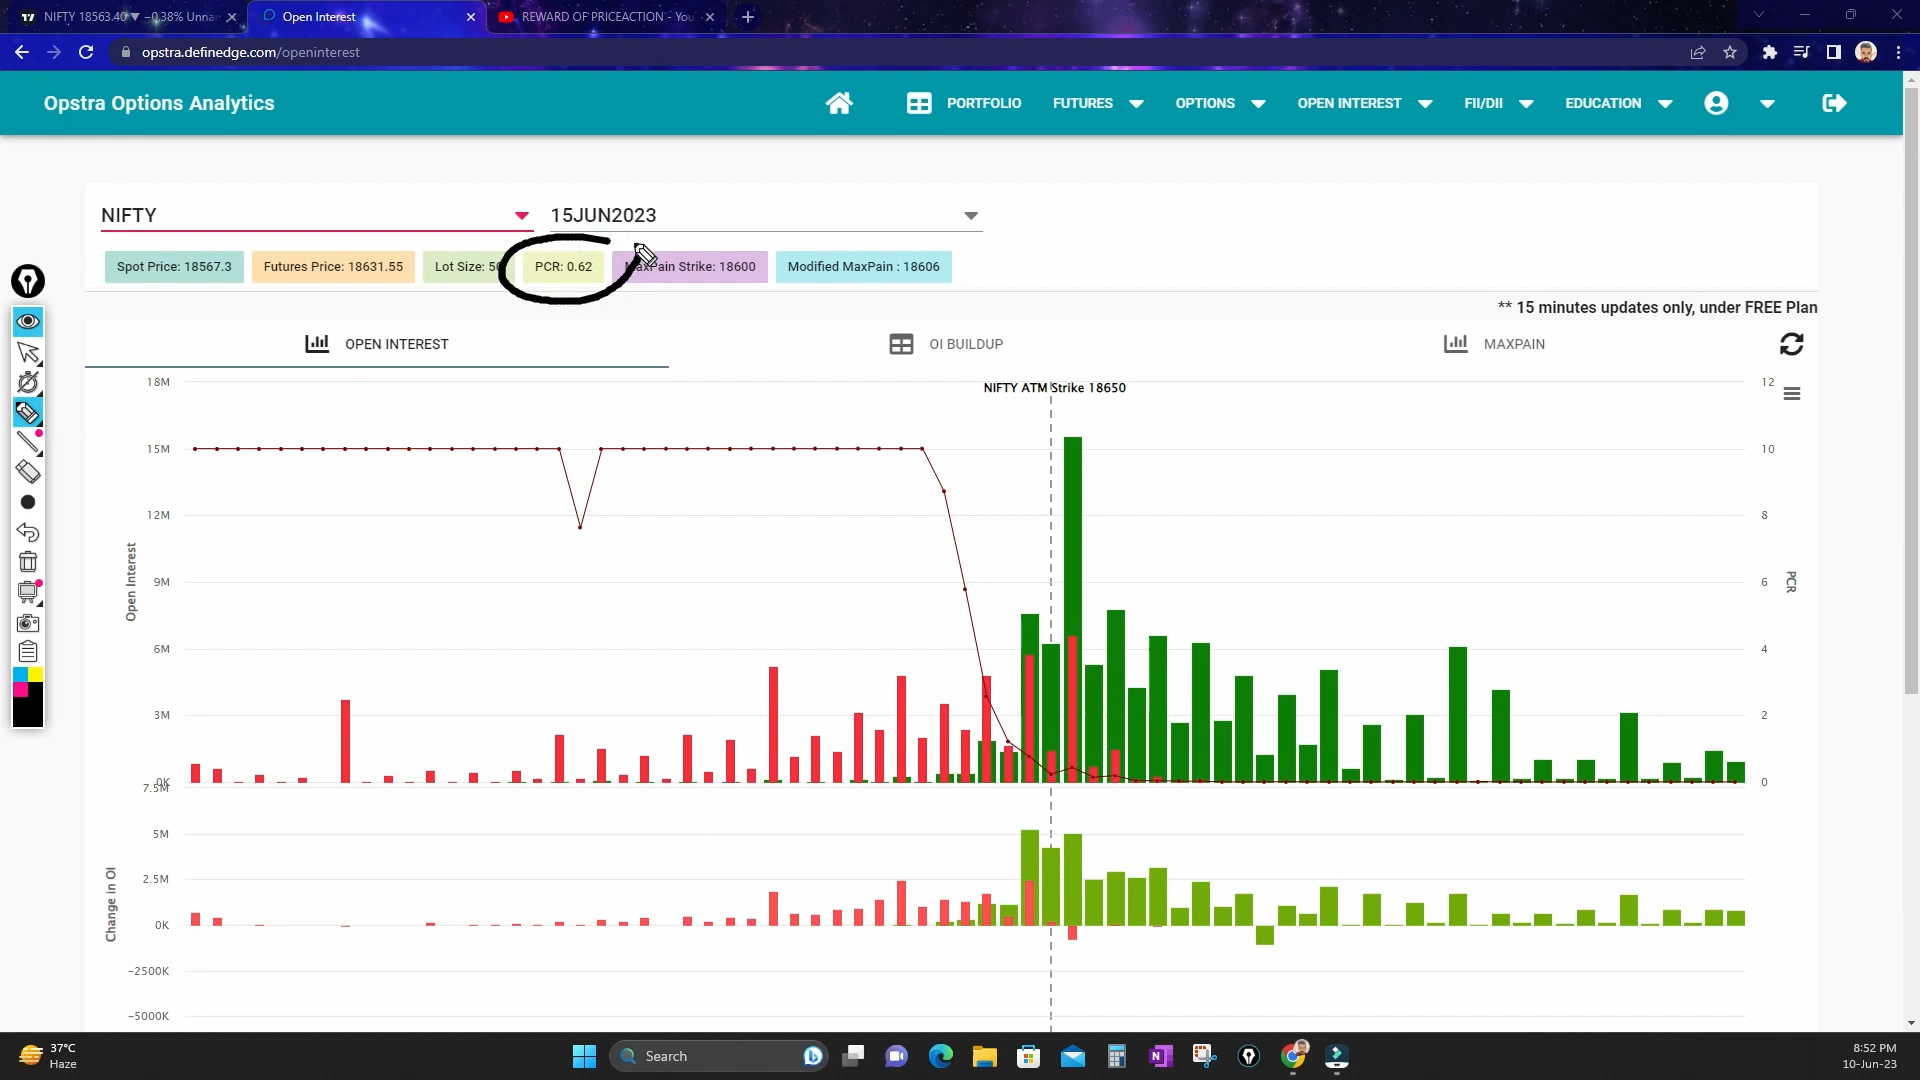 NIFTY 18563.40 ▼ −0.38% Unnar
Open Interest
REWARD OF PRICEACTION - You
opstra.definedge.com/openinterest
Opstra Options Analytics
PORTFOLIO
FUTURES
OPTIONS
OPEN INTEREST
FII/DII
EDUCATION
NIFTY
15JUN2023
Spot Price: 18567.3
Futures Price: 18631.55
Lot Size: 50
PCR: 0.62
MaxPain Strike: 18600
Modified MaxPain : 18606
** 15 minutes updates only, under FREE Plan
OPEN INTEREST
OI BUILDUP
MAXPAIN
NIFTY ATM Strike 18650
18M
15M
12M
9M
6M
3M
0K
Open Interest
12
10
8
6
4
2
0
PCR
7.5M
5M
2.5M
0K
−2500K
−5000K
Change in OI
37°C
Haze
Search
8:52 PM
10-Jun-23